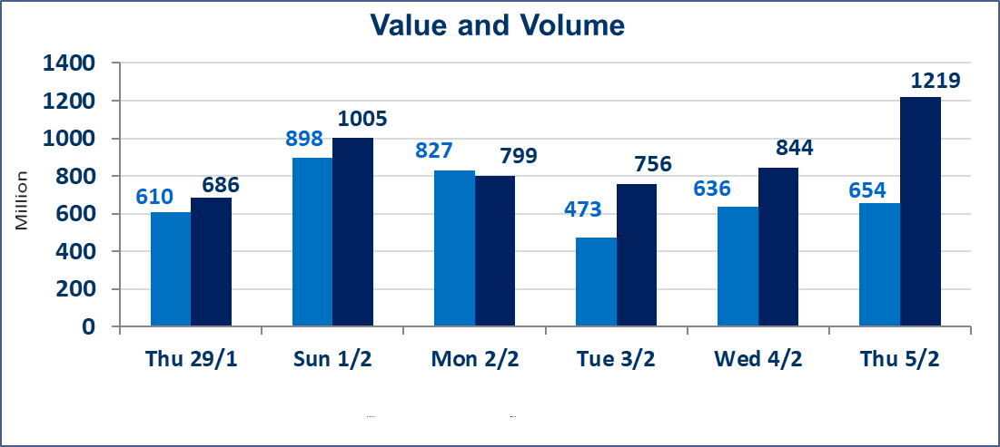 Value and Volume
1400
1200
1000
800
600
400
200
0
Million
610
686
898
1005
827
799
473
756
636
844
654
1219
Thu 29/1
Sun 1/2
Mon 2/2
Tue 3/2
Wed 4/2
Thu 5/2